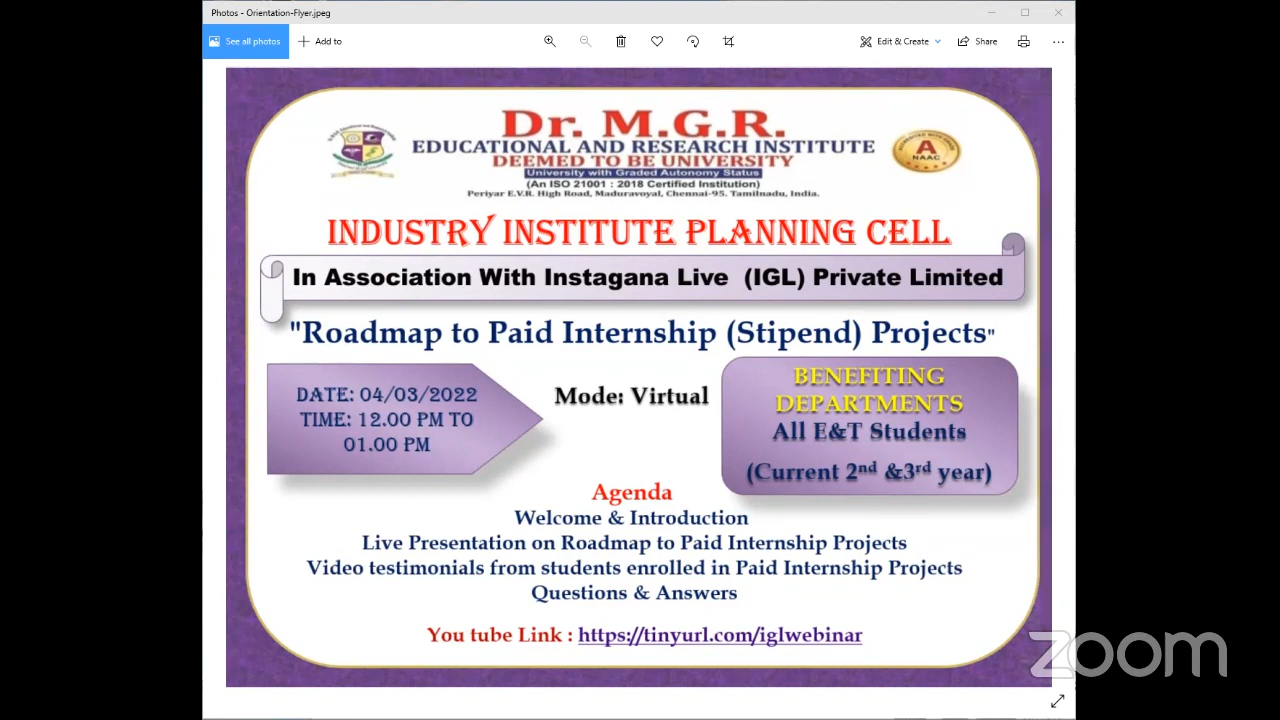 Photos - Orientation-Flyer.jpeg
See all photos
Add to
Edit & Create
Share
Dr. M.G.R.
EDUCATIONAL AND RESEARCH INSTITUTE
DEEMED TO BE UNIVERSITY
University with Graded Autonomy Status
(An ISO 21001 : 2018 Certified Institution)
Periyar E.V.R. High Road, Maduravoyal, Chennai-95. Tamilnadu, India.
A
NAAC
INDUSTRY INSTITUTE PLANNING CELL
In Association With Instagana Live (IGL) Private Limited
"Roadmap to Paid Internship (Stipend) Projects"
DATE: 04/03/2022
TIME: 12.00 PM TO
01.00 PM
Mode: Virtual
BENEFITING
DEPARTMENTS
All E&T Students
(Current 2nd &3rd year)
Agenda
Welcome & Introduction
Live Presentation on Roadmap to Paid Internship Projects
Video testimonials from students enrolled in Paid Internship Projects
Questions & Answers
You tube Link : https://tinyurl.com/iglwebinar
zoom